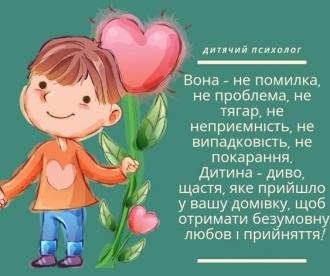 ДИТЯЧИЙ ПСИХОЛОГ
Вона - не помилка,
не проблема, не
тягар, не
неприємність, не
випадковість, не
покарання.
Дитина - диво,
щастя, яке прийшло
у вашу домівку, щоб
отримати безумовну
любов і прийняття!